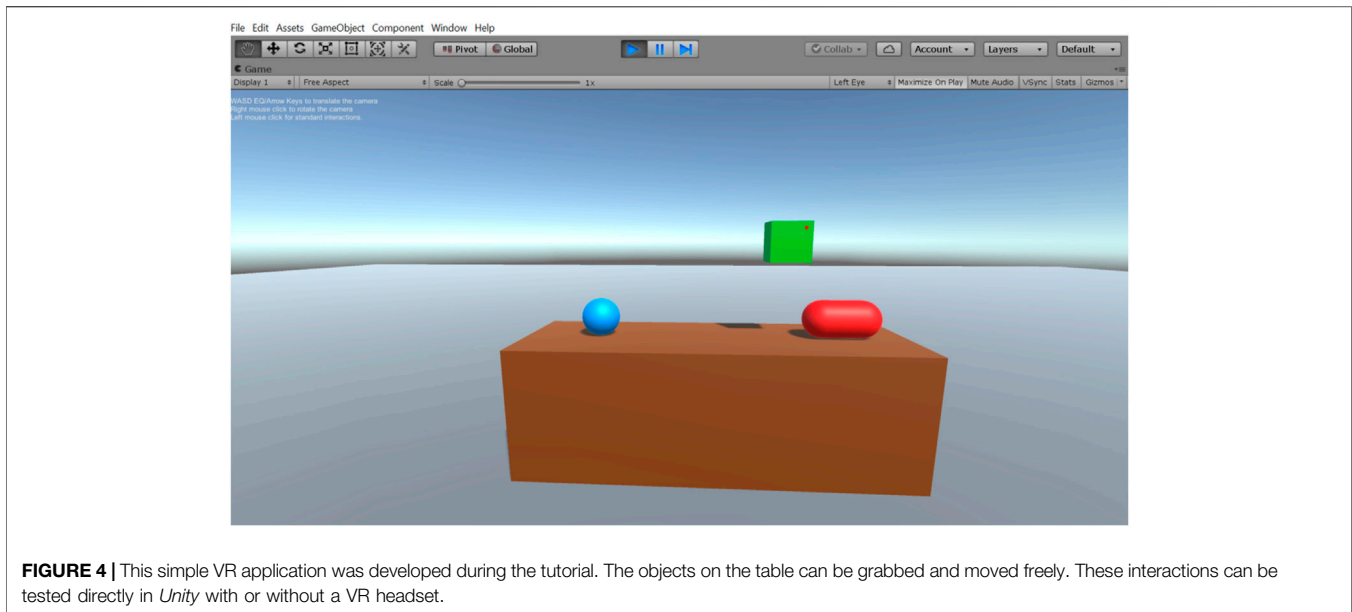 File Edit Assets GameObject Component Window Help
Pivot Global Collab Account Layers Default
Game
Display 1 Free Aspect Scale 1x Left Eye Maximize On Play Mute Audio VSync Stats Gizmos
WASD EQ/Arrow Keys to translate the camera
Right mouse click to rotate the camera
Left mouse click for standard interactions.
FIGURE 4 | This simple VR application was developed during the tutorial. The objects on the table can be grabbed and moved freely. These interactions can be
tested directly in Unity with or without a VR headset.